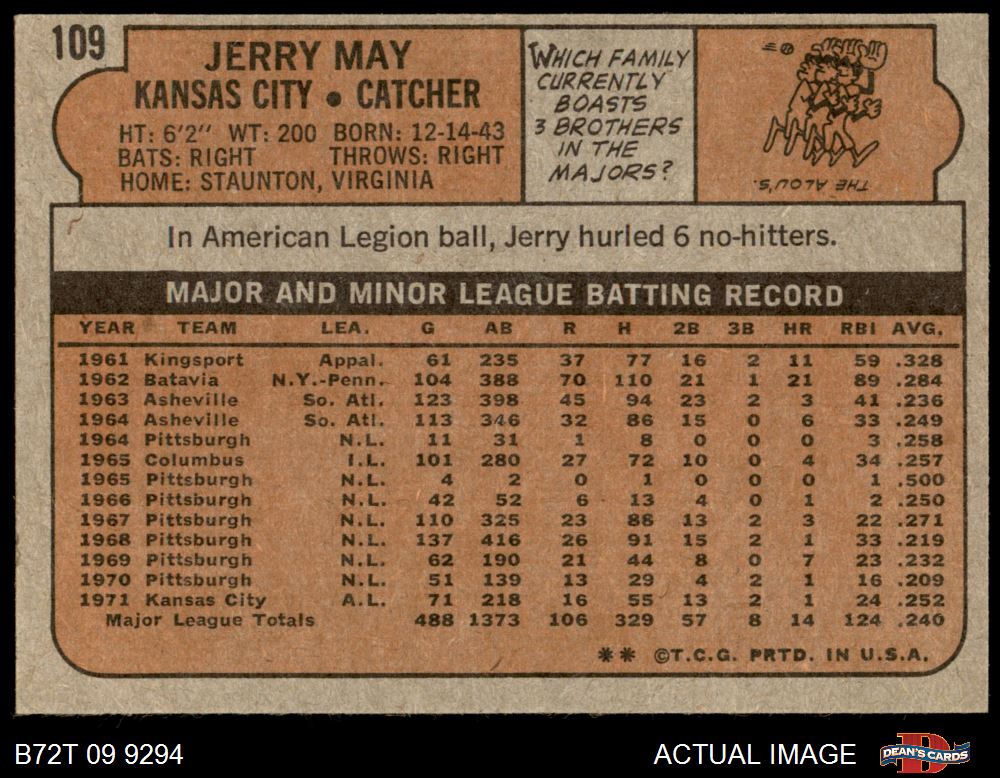 109
JERRY MAY
KANSAS CITY • CATCHER
HT: 6'2" WT: 200 BORN: 12-14-43
BATS: RIGHT THROWS: RIGHT
HOME: STAUNTON, VIRGINIA
WHICH FAMILY
CURRENTLY
BOASTS
3 BROTHERS
IN THE
MAJORS?
THE ALOU'S.
In American Legion ball, Jerry hurled 6 no-hitters.
MAJOR AND MINOR LEAGUE BATTING RECORD
YEAR TEAM LEA. G AB R H 2B 3B HR RBI AVG.
1961 Kingsport Appal. 61 235 37 77 16 2 11 59 .328
1962 Batavia N.Y.-Penn. 104 388 70 110 21 1 21 89 .284
1963 Asheville So. Atl. 123 398 45 94 23 2 3 41 .236
1964 Asheville So. Atl. 113 346 32 86 15 0 6 33 .249
1964 Pittsburgh N.L. 11 31 1 8 0 0 0 3 .258
1965 Columbus I.L. 101 280 27 72 10 0 4 34 .257
1965 Pittsburgh N.L. 4 2 0 1 0 0 0 1 .500
1966 Pittsburgh N.L. 42 52 6 13 4 0 1 2 .250
1967 Pittsburgh N.L. 110 325 23 88 13 2 3 22 .271
1968 Pittsburgh N.L. 137 416 26 91 15 2 1 33 .219
1969 Pittsburgh N.L. 62 190 21 44 8 0 7 23 .232
1970 Pittsburgh N.L. 51 139 13 29 4 2 1 16 .209
1971 Kansas City A.L. 71 218 16 55 13 2 1 24 .252
Major League Totals 488 1373 106 329 57 8 14 124 .240
** ©T.C.G. PRTD. IN U.S.A.
B72T 09 9294 ACTUAL IMAGE D DEAN'S CARDS